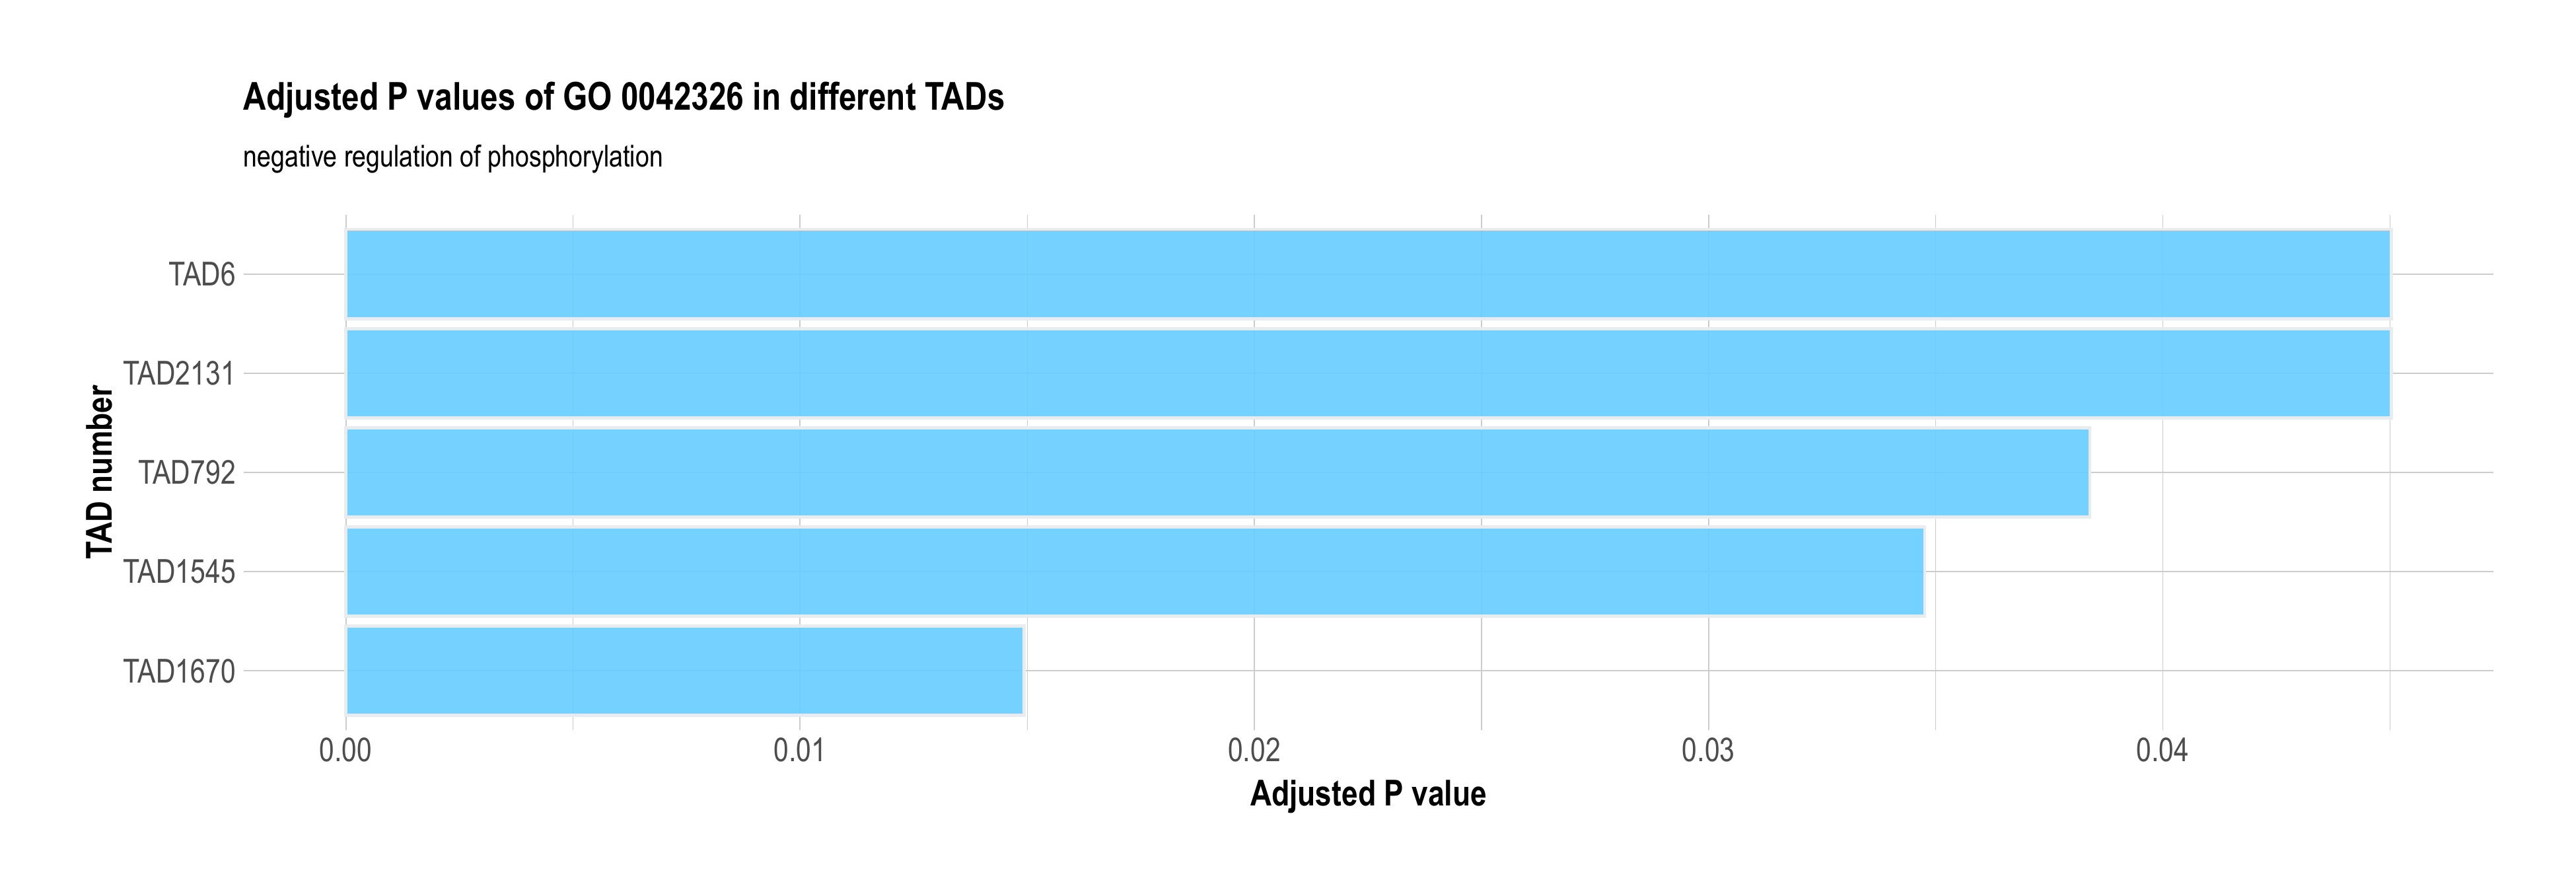 Adjusted P values of GO 0042326 in different TADs
negative regulation of phosphorylation
TAD number
TAD6
TAD2131
TAD792
TAD1545
TAD1670
0.00 0.01 0.02 0.03 0.04
Adjusted P value